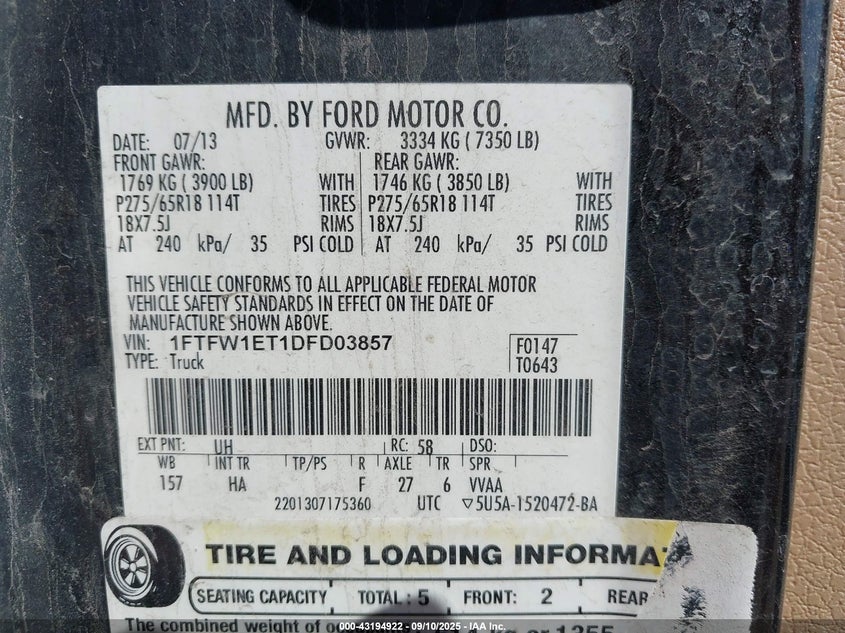 MFD. BY FORD MOTOR CO.
DATE: 07/13 GVWR: 3334 KG ( 7350 LB)
FRONT GAWR: REAR GAWR:
1769 KG ( 3900 LB) WITH 1746 KG ( 3850 LB) WITH
P275/65R18 114T TIRES P275/65R18 114T TIRES
18X7.5J RIMS 18X7.5J RIMS
AT 240 kPa/ 35 PSI COLD AT 240 kPa/ 35 PSI COLD
THIS VEHICLE CONFORMS TO ALL APPLICABLE FEDERAL MOTOR
VEHICLE SAFETY STANDARDS IN EFFECT ON THE DATE OF
MANUFACTURE SHOWN ABOVE.
VIN: 1FTFW1ET1DFD03857 F0147
TYPE: Truck T0643
EXT PNT: UH RC: 58 DSO:
WB INT TR TP/PS R AXLE TR SPR
157 HA F 27 6 VVAA
2201307175360 UTC ▽5U5A-1520472-BA
TIRE AND LOADING INFORMA
SEATING CAPACITY TOTAL : 5 FRONT: 2 REAR
The combined weight of
or 1255
000-43194922 - 09/10/2025 - IAA Inc.